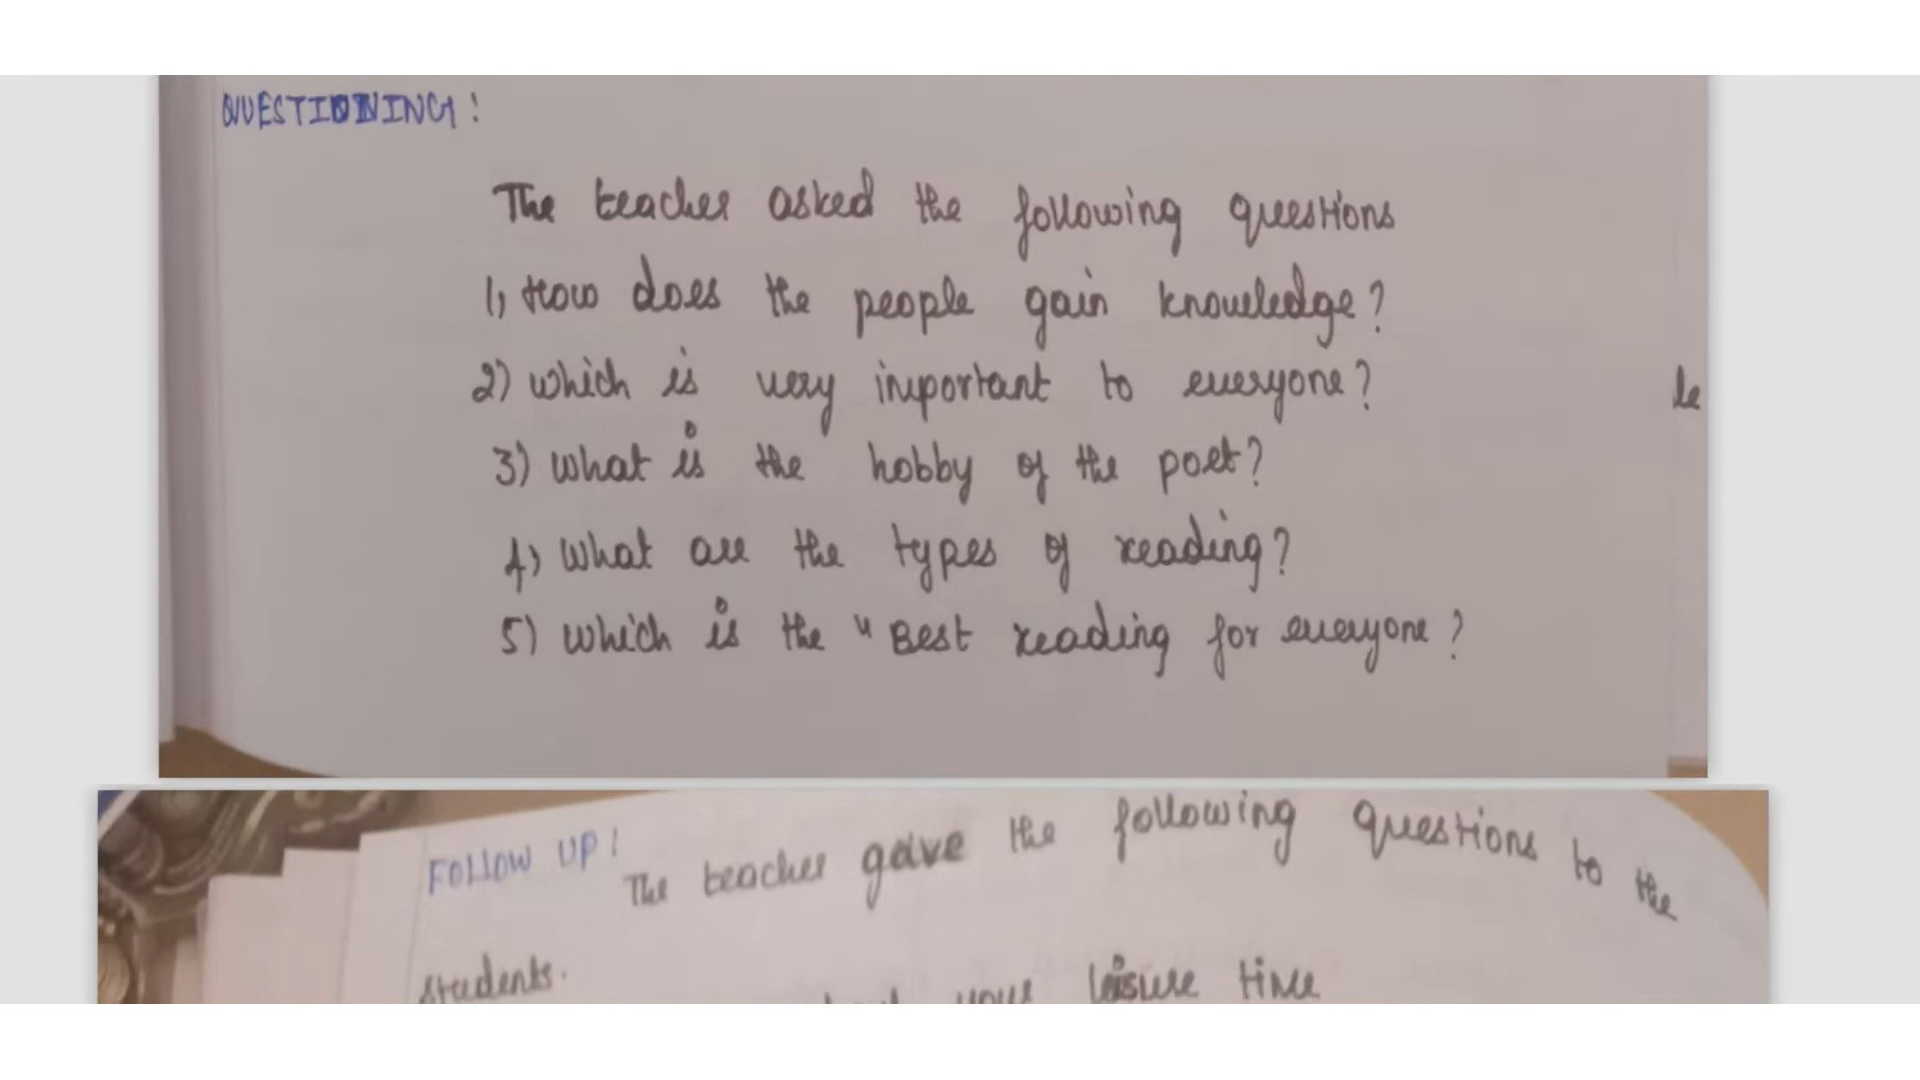 QUESTIONING:
The teacher asked the following questions
1, How does the people gain knowledge?
2) which is very important to everyone?
le
3) what is the hobby of the poet?
4) what are the types of reading?
5) which is the " Best reading for everyone?
FOLLOW UP:
The teacher gave the following questions to the
students.
your leisure time